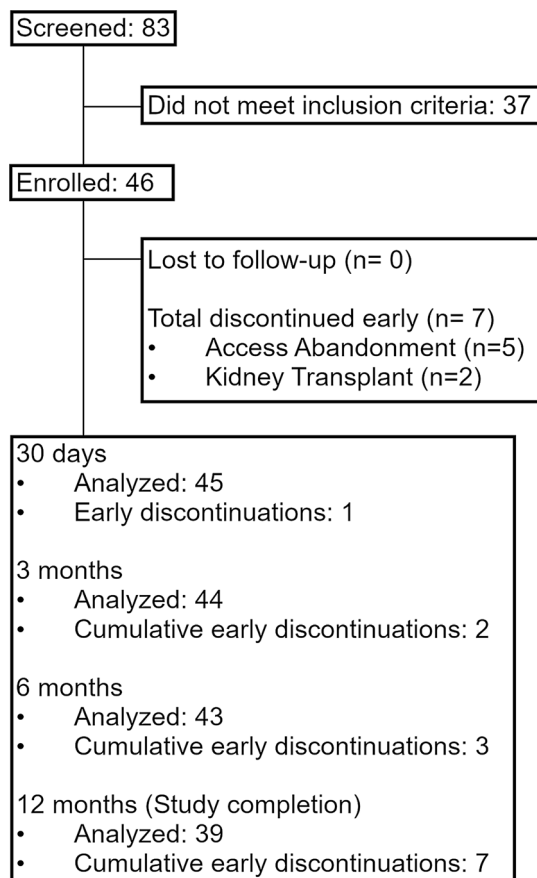 Screened: 83
Did not meet inclusion criteria: 37
Enrolled: 46
Lost to follow-up (n= 0)
Total discontinued early (n= 7)
• Access Abandonment (n=5)
• Kidney Transplant (n=2)
30 days
• Analyzed: 45
• Early discontinuations: 1
3 months
• Analyzed: 44
• Cumulative early discontinuations: 2
6 months
• Analyzed: 43
• Cumulative early discontinuations: 3
12 months (Study completion)
• Analyzed: 39
• Cumulative early discontinuations: 7